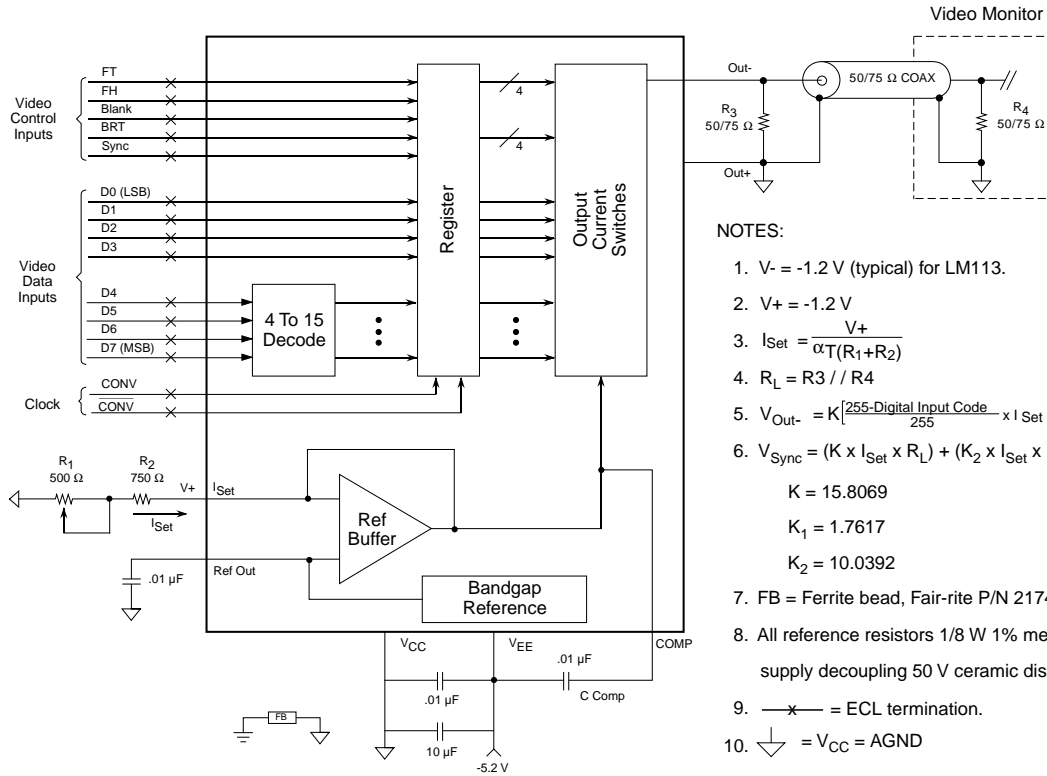 Video Monitor
FT
FH
Blank
BRT
Sync
Video
Control
Inputs
D0 (LSB)
D1
D2
D3
D4
D5
D6
D7 (MSB)
Video
Data
Inputs
4 To 15
Decode
Register
4
4
Output
Current
Switches
Clock
CONV
CONV
Out-
Out+
R3
50/75 Ω
50/75 Ω COAX
R4
50/75 Ω
R1
500 Ω
R2
750 Ω
V+
ISet
ISet
Ref
Buffer
Ref Out
.01 µF
Bandgap
Reference
VCC
VEE
COMP
.01 µF
.01 µF
C Comp
10 µF
FB
-5.2 V
NOTES:
1. V- = -1.2 V (typical) for LM113.
2. V+ = -1.2 V
3. ISet = V+ / αT(R1+R2)
4. RL = R3 // R4
5. VOut- = K[255-Digital Input Code / 255 x I Set
6. VSync = (K x ISet x RL) + (K2 x ISet x
K = 15.8069
K1 = 1.7617
K2 = 10.0392
7. FB = Ferrite bead, Fair-rite P/N 2174
8. All reference resistors 1/8 W 1% me
supply decoupling 50 V ceramic dis
9. x = ECL termination.
10. = VCC = AGND